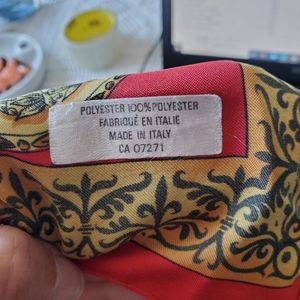 POLYESTER 100%POLYESTER
FABRIQUÉ EN ITALIE
MADE IN ITALY
CA 07271